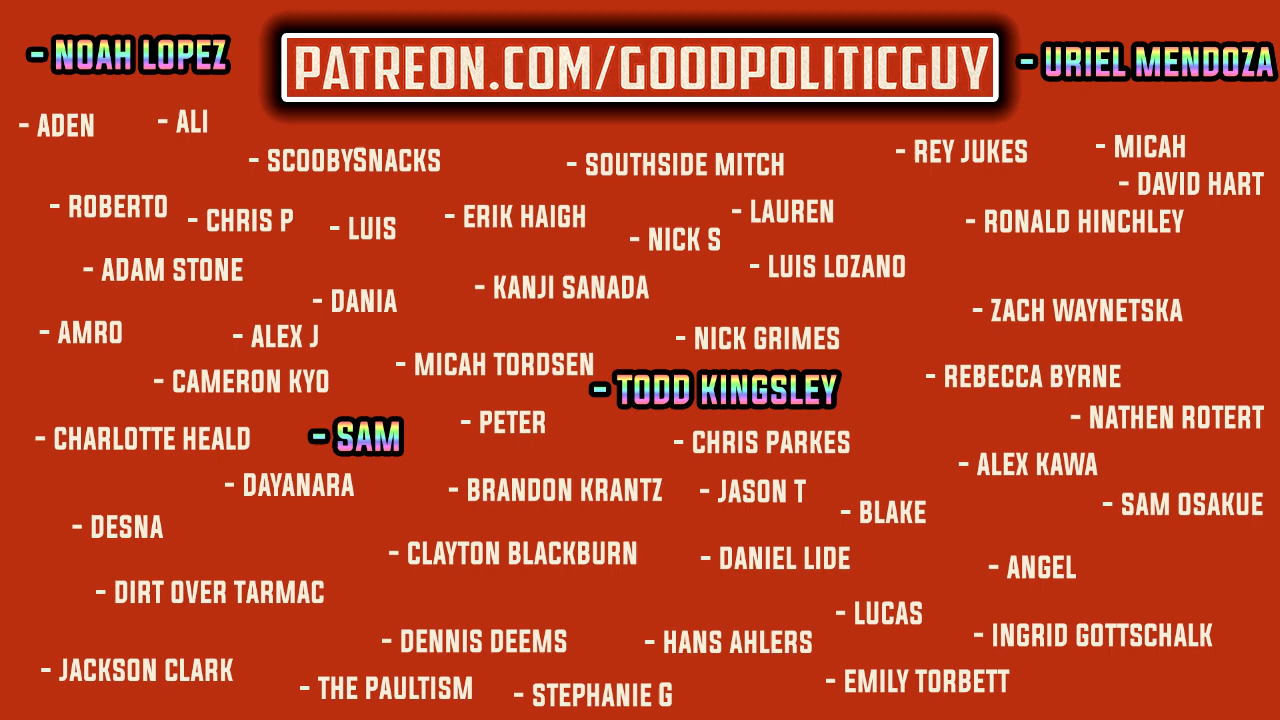 - NOAH LOPEZ
PATREON.COM/GOODPOLITICGUY
- URIEL MENDOZA
- ADEN
- ALI
- SCOOBYSNACKS
- SOUTHSIDE MITCH
- REY JUKES
- MICAH
- DAVID HART
- ROBERTO
- CHRIS P
- LUIS
- ERIK HAIGH
- NICK S
- LAUREN
- RONALD HINCHLEY
- ADAM STONE
- DANIA
- KANJI SANADA
- LUIS LOZANO
- ZACH WAYNETSKA
- AMRO
- ALEX J
- MICAH TORDSEN
- NICK GRIMES
- CAMERON KYO
- TODD KINGSLEY
- REBECCA BYRNE
- NATHEN ROTERT
- CHARLOTTE HEALD
- SAM
- PETER
- CHRIS PARKES
- ALEX KAWA
- DAYANARA
- BRANDON KRANTZ
- JASON T
- BLAKE
- SAM OSAKUE
- DESNA
- CLAYTON BLACKBURN
- DANIEL LIDE
- ANGEL
- DIRT OVER TARMAC
- LUCAS
- DENNIS DEEMS
- HANS AHLERS
- INGRID GOTTSCHALK
- JACKSON CLARK
- THE PAULTISM
- STEPHANIE G
- EMILY TORBETT